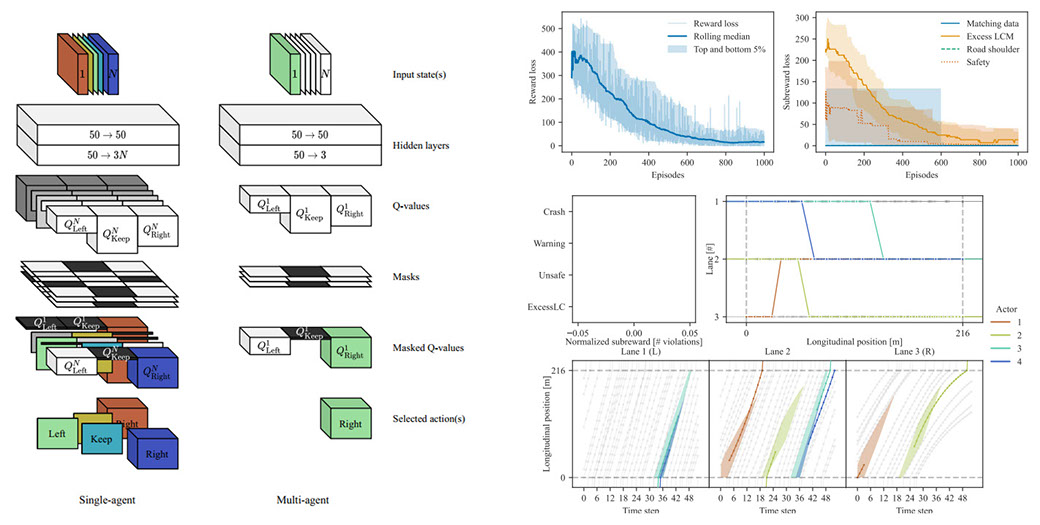 1
N
1
N
Input state(s)
50 → 50
50 → 3N
50 → 50
50 → 3
Hidden layers
Q^N_Left
Q^N_Keep
Q^N_Right
Q^1_Left
Q^1_Keep
Q^1_Right
Q-values
Masks
Q^1_Left
Q^1_Keep
Q^N_Left
Q^N_Keep
Q^N_Right
Q^1_Left
Q^1_Keep
Q^1_Right
Masked Q-values
Left
Keep
Right
Right
Right
Selected action(s)
Single-agent
Multi-agent
500
400
300
200
100
0
Reward loss
Reward loss
Rolling median
Top and bottom 5%
0 200 400 600 800 1000
Episodes
300
250
200
150
100
50
0
Subreward loss
Matching data
Excess LCM
Road shoulder
Safety
0 200 400 600 800 1000
Episodes
Crash
Warning
Unsafe
ExcessLC
−0.05 0.00 0.05
Normalized subreward [# violations]
1
2
3
Lane [#]
0 216
Longitudinal position [m]
Actor
1
2
3
4
Lane 1 (L)
Lane 2
Lane 3 (R)
216
0
Longitudinal position [m]
0 6 12 18 24 30 36 42 48
0 6 12 18 24 30 36 42 48
0 6 12 18 24 30 36 42 48
Time step
Time step
Time step